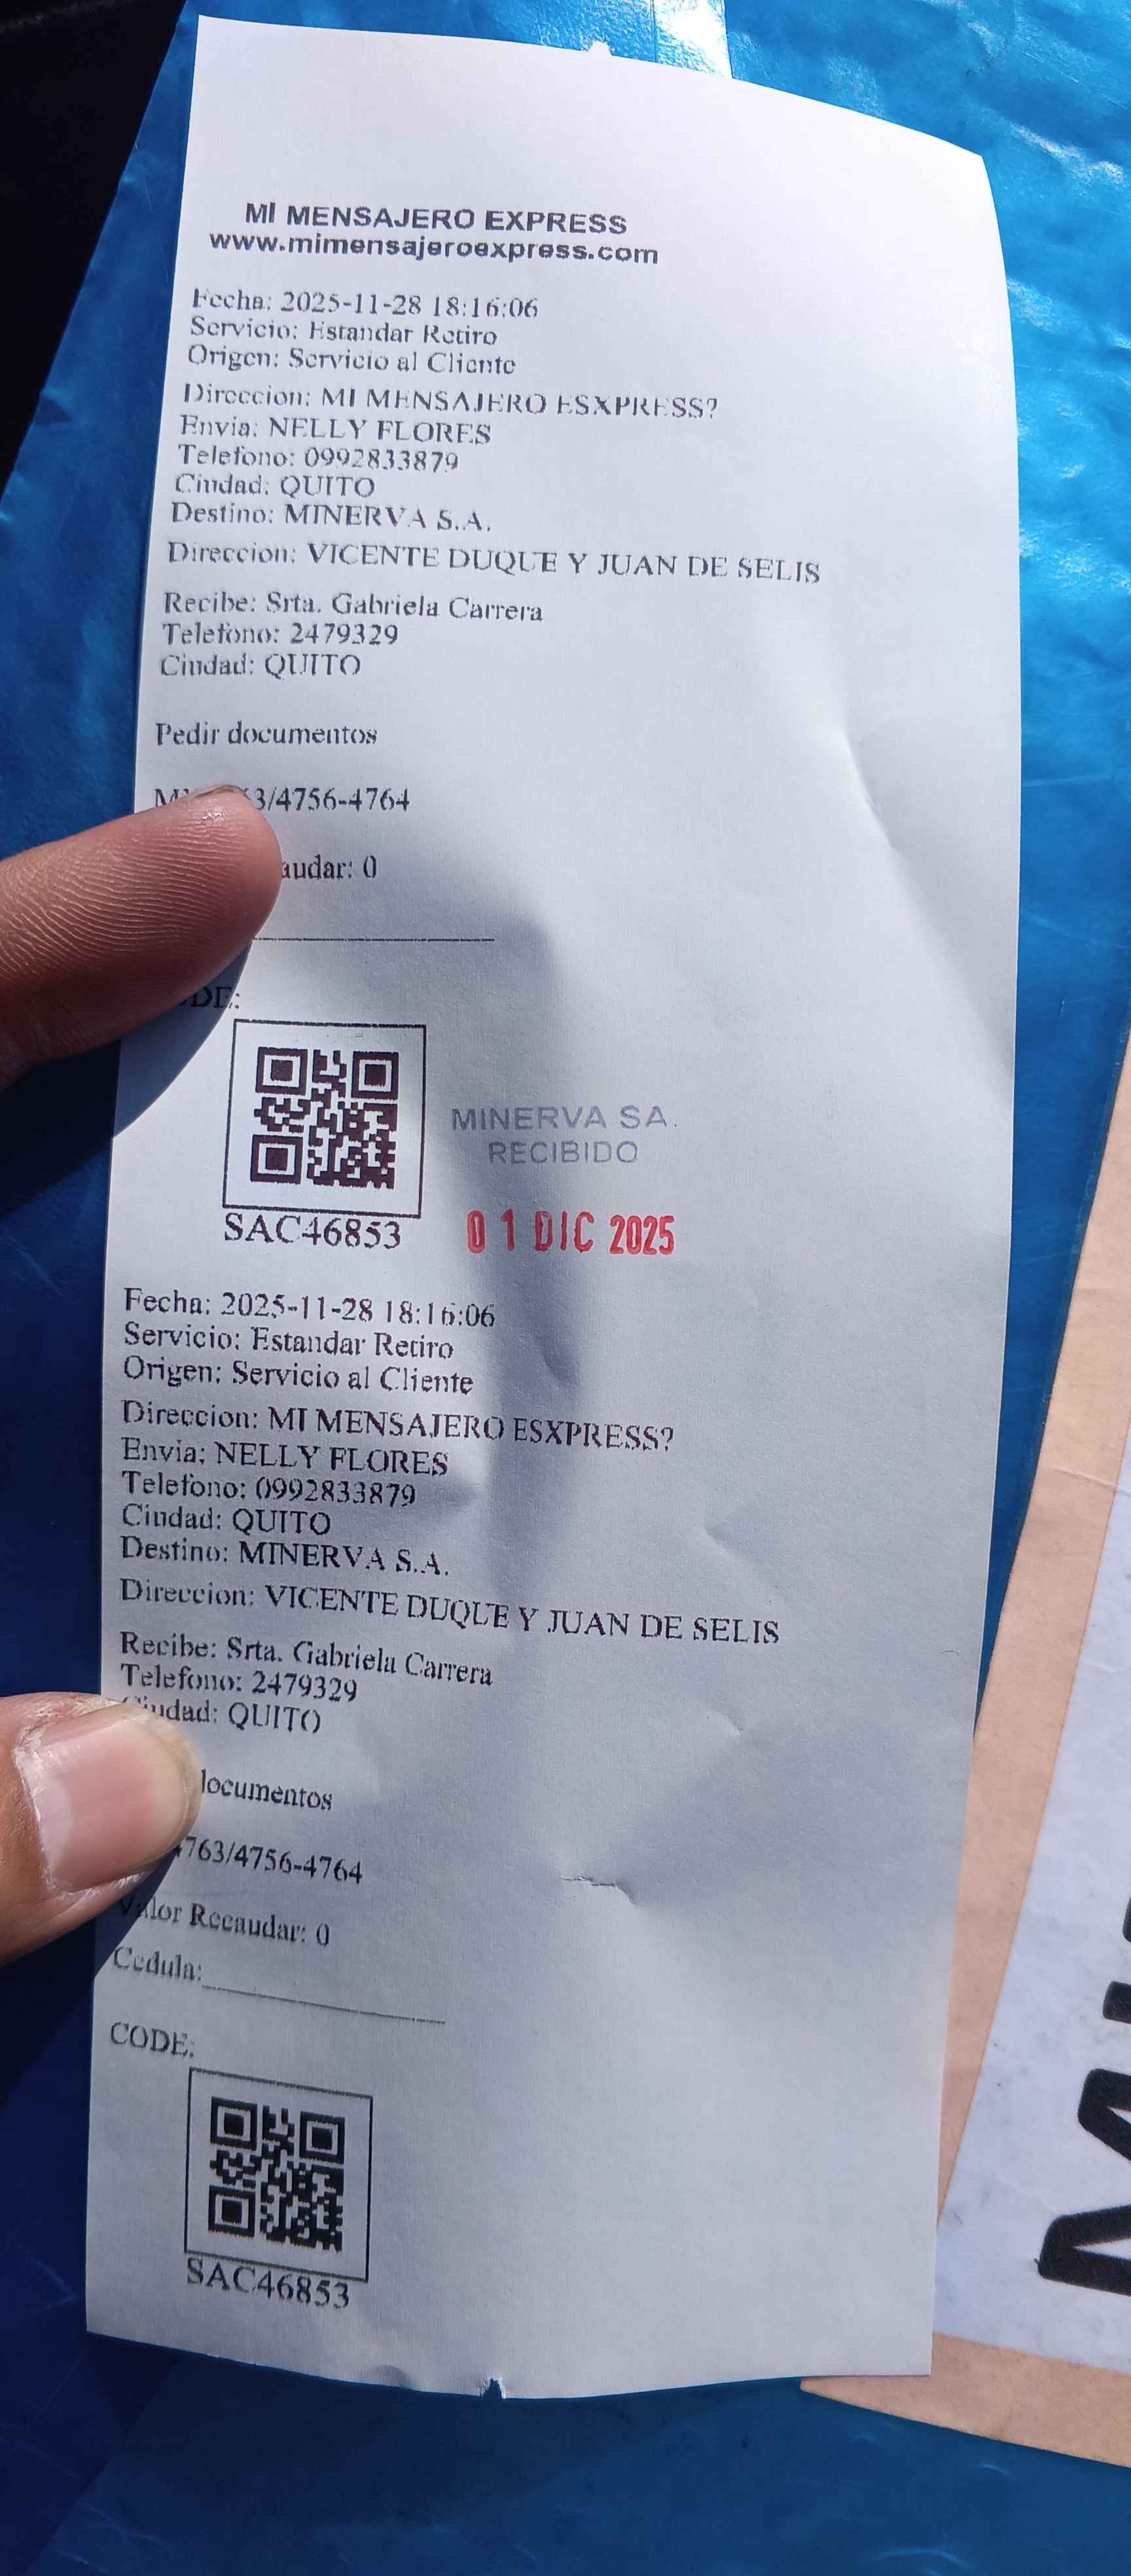 MI MENSAJERO EXPRESS
www.mimensajeroexpress.com
Fecha: 2025-11-28 18:16:06
Servicio: Estandar Retiro
Origen: Servicio al Cliente
Direccion: MI MENSAJERO ESXPRESS?
Envia: NELLY FLORES
Telefono: 0992833879
Ciudad: QUITO
Destino: MINERVA S.A.
Direccion: VICENTE DUQUE Y JUAN DE SELIS
Recibe: Srta. Gabriela Carrera
Telefono: 2479329
Ciudad: QUITO
Pedir documentos
3/4756-4764
audar: 0
DE:
MINERVA SA.
RECIBIDO
SAC46853
01 DIC 2025
Fecha: 2025-11-28 18:16:06
Servicio: Estandar Retiro
Origen: Servicio al Cliente
Direccion: MI MENSAJERO ESXPRESS?
Envia: NELLY FLORES
Telefono: 0992833879
Ciudad: QUITO
Destino: MINERVA S.A.
Direccion: VICENTE DUQUE Y JUAN DE SELIS
Recibe: Srta. Gabriela Carrera
Telefono: 2479329
Ciudad: QUITO
documentos
4763/4756-4764
Valor Recaudar: 0
Cedula:
CODE:
SAC46853